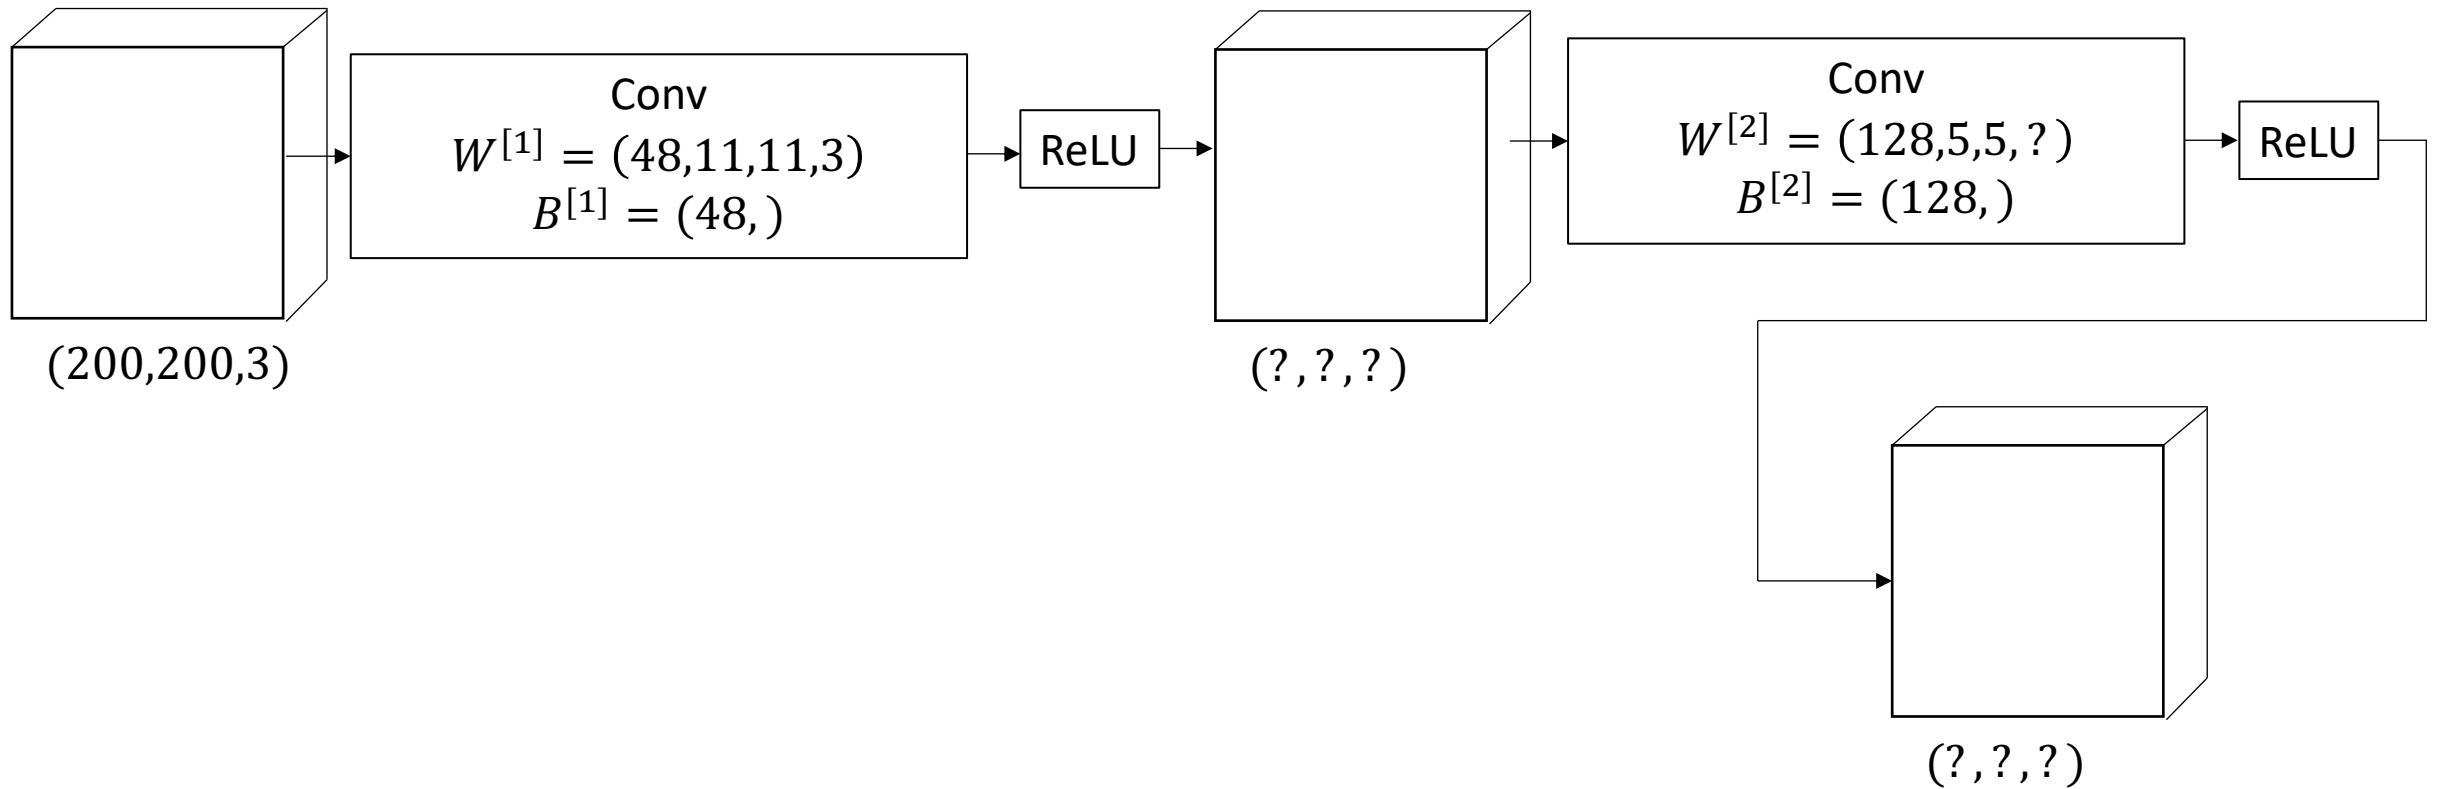 (200,200,3)
Conv
W^[1] = (48,11,11,3)
B^[1] = (48, )
ReLU
(?, ?, ?)
Conv
W^[2] = (128,5,5, ?)
B^[2] = (128, )
ReLU
(?, ?, ?)